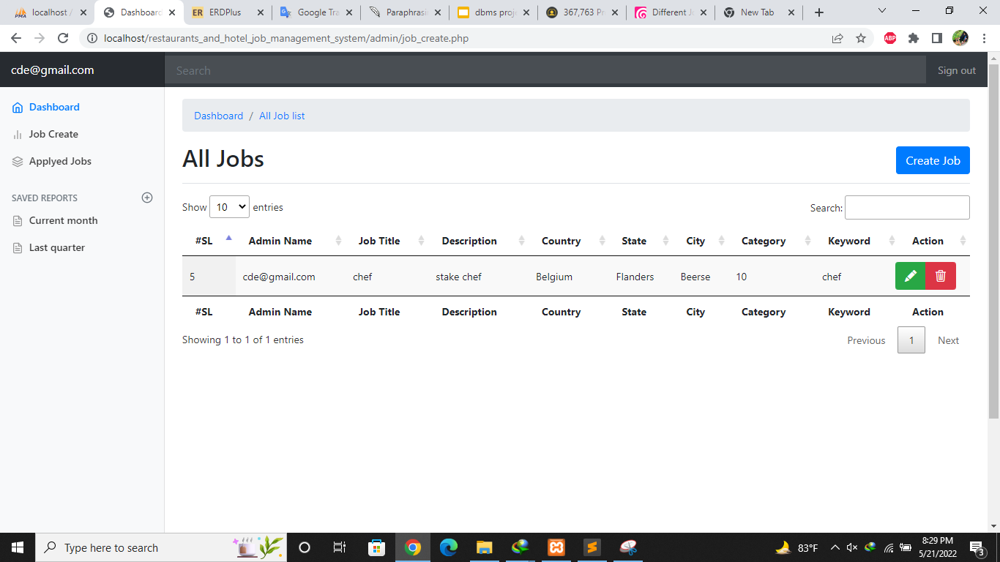 localhost /
Dashboard
ERDPlus
Google Tra
Paraphrasi
dbms proj
367,763 Pr
Different J
New Tab
localhost/restaurants_and_hotel_job_management_system/admin/job_create.php
ABP
cde@gmail.com
Search
Sign out
Dashboard
Job Create
Applyed Jobs
SAVED REPORTS
Current month
Last quarter
Dashboard / All Job list
All Jobs
Create Job
Show 10 entries
Search:
#SL Admin Name Job Title Description Country State City Category Keyword Action
5 cde@gmail.com chef stake chef Belgium Flanders Beerse 10 chef
#SL Admin Name Job Title Description Country State City Category Keyword Action
Showing 1 to 1 of 1 entries
Previous 1 Next
Type here to search
83°F
8:29 PM
5/21/2022
3